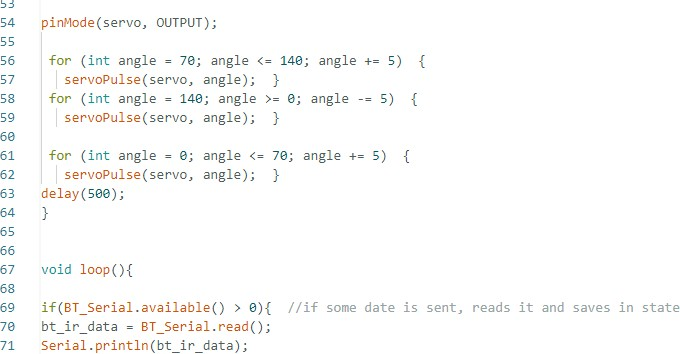 53
54 pinMode(servo, OUTPUT);
55
56 for (int angle = 70; angle <= 140; angle += 5) {
57 servoPulse(servo, angle); }
58 for (int angle = 140; angle >= 0; angle -= 5) {
59 servoPulse(servo, angle); }
60
61 for (int angle = 0; angle <= 70; angle += 5) {
62 servoPulse(servo, angle); }
63 delay(500);
64 }
65
66
67 void loop(){
68
69 if(BT_Serial.available() > 0){ //if some date is sent, reads it and saves in state
70 bt_ir_data = BT_Serial.read();
71 Serial.println(bt_ir_data);